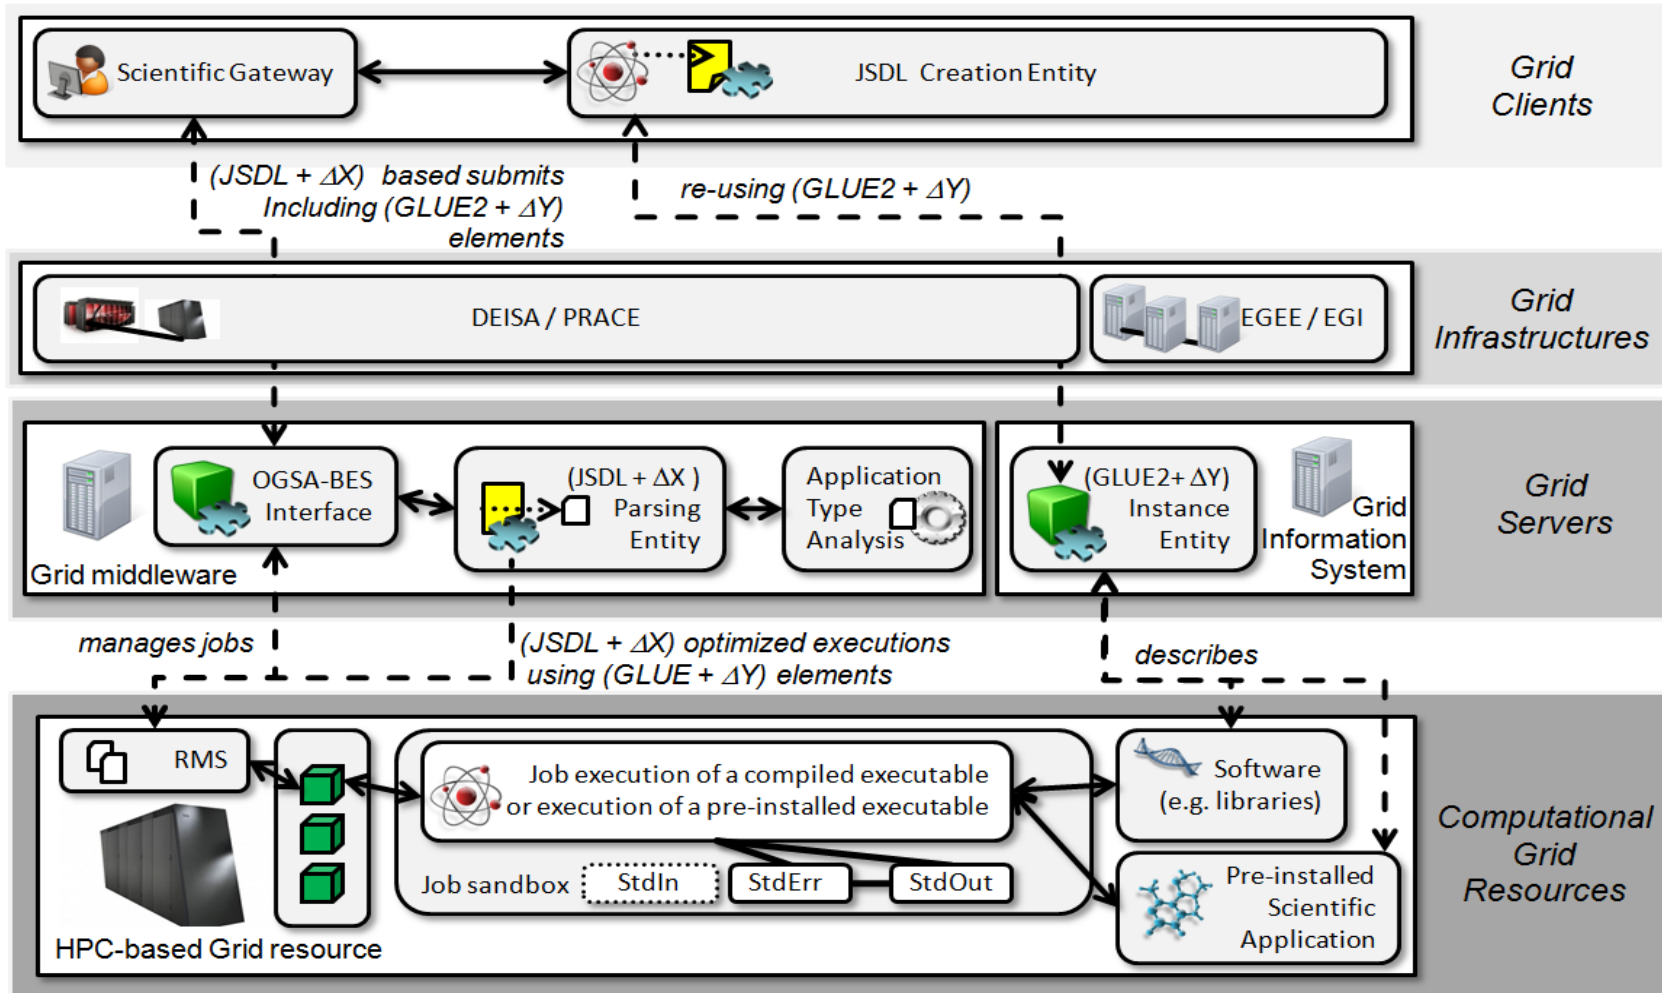 Scientific Gateway
JSDL Creation Entity
Grid
Clients
(JSDL + ΔX) based submits
Including (GLUE2 + ΔY)
elements
re-using (GLUE2 + ΔY)
DEISA / PRACE
EGEE / EGI
Grid
Infrastructures
OGSA-BES
Interface
(JSDL + ΔX )
Parsing
Entity
Application
Type
Analysis
Grid middleware
(GLUE2+ ΔY)
Instance
Entity
Grid
Information
System
Grid
Servers
manages jobs
(JSDL + ΔX) optimized executions
using (GLUE + ΔY) elements
describes
RMS
HPC-based Grid resource
Job execution of a compiled executable
or execution of a pre-installed executable
Job sandbox
StdIn
StdErr
StdOut
Software
(e.g. libraries)
Pre-installed
Scientific
Application
Computational
Grid
Resources